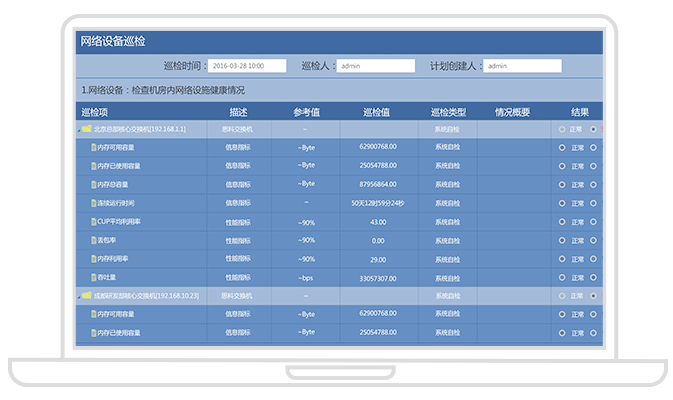 网络设备巡检
巡检时间： 2016-03-28 10:00 巡检人： admin 计划创建人： admin
1.网络设备：检查机房内网络设施健康情况
巡检项 描述 参考值 巡检值 巡检类型 情况概要 结果
北京总部核心交换机[192.168.1.1] 思科交换机 -- 系统自检 正常
内存可用容量 信息指标 ~Byte 62900768.00 系统自检 正常
内存已使用容量 信息指标 ~Byte 25054788.00 系统自检 正常
内存总容量 信息指标 ~Byte 87956864.00 系统自检 正常
连续运行时间 信息指标 -- 50天12时59分24秒 系统自检 正常
CUP平均利用率 性能指标 ~90% 43.00 系统自检 正常
丢包率 性能指标 ~90% 0.00 系统自检 正常
内存利用率 性能指标 ~90% 29.00 系统自检 正常
吞吐量 性能指标 ~bps 33057307.00 系统自检 正常
成都研发部核心交换机[192.168.10.23] 思科交换机 -- 系统自检 正常
内存可用容量 信息指标 ~Byte 62900768.00 系统自检 正常
内存已使用容量 信息指标 ~Byte 25054788.00 系统自检 正常